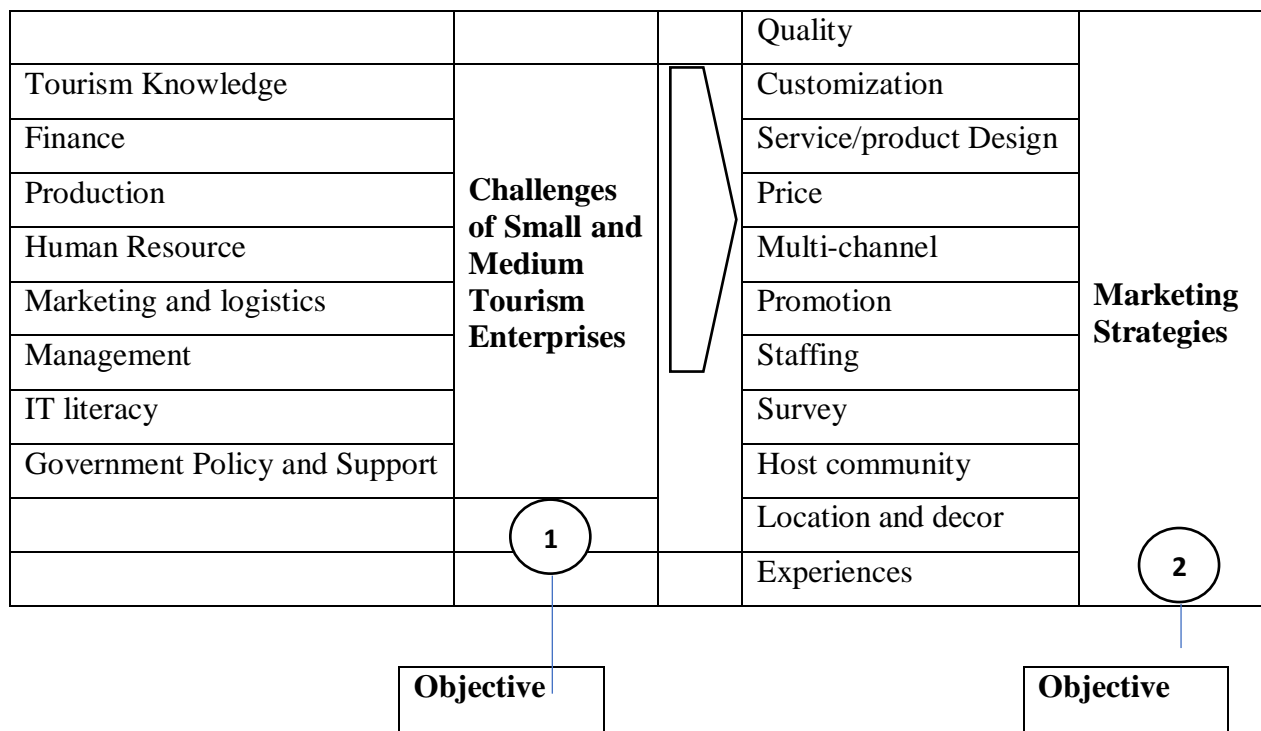 Quality
Tourism Knowledge
Customization
Finance
Service/product Design
Production
Price
Human Resource
Multi-channel
Marketing and logistics
Promotion
Management
Staffing
IT literacy
Survey
Government Policy and Support
Host community
Location and decor
Experiences
Challenges
of Small and
Medium
Tourism
Enterprises
Marketing
Strategies
1
2
Objective
Objective